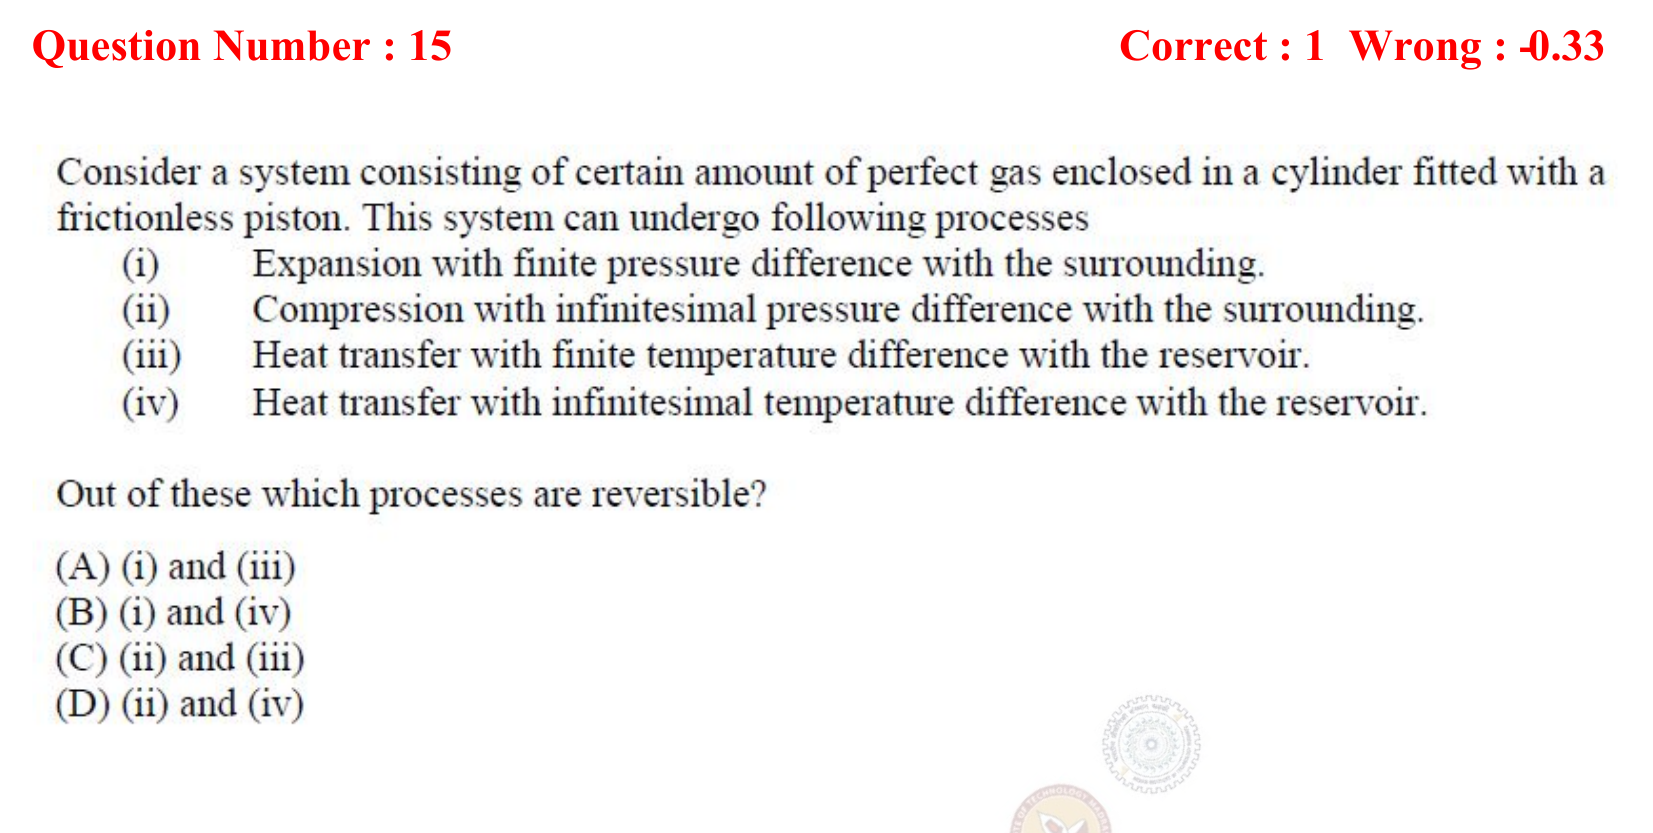 Question Number : 15 Correct : 1 Wrong : -0.33
Consider a system consisting of certain amount of perfect gas enclosed in a cylinder fitted with a
frictionless piston. This system can undergo following processes
(i) Expansion with finite pressure difference with the surrounding.
(ii) Compression with infinitesimal pressure difference with the surrounding.
(iii) Heat transfer with finite temperature difference with the reservoir.
(iv) Heat transfer with infinitesimal temperature difference with the reservoir.
Out of these which processes are reversible?
(A) (i) and (iii)
(B) (i) and (iv)
(C) (ii) and (iii)
(D) (ii) and (iv)